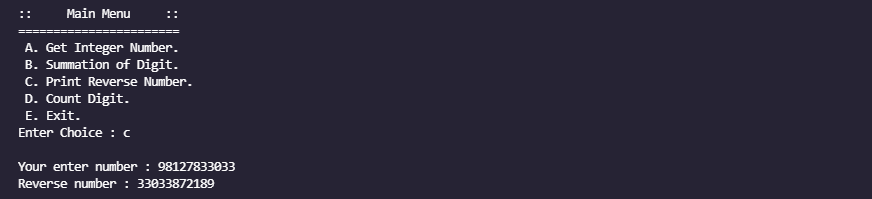 ::     Main Menu     ::
=======================
 A. Get Integer Number.
 B. Summation of Digit.
 C. Print Reverse Number.
 D. Count Digit.
 E. Exit.
Enter Choice : c

Your enter number : 98127833033
Reverse number : 33033872189